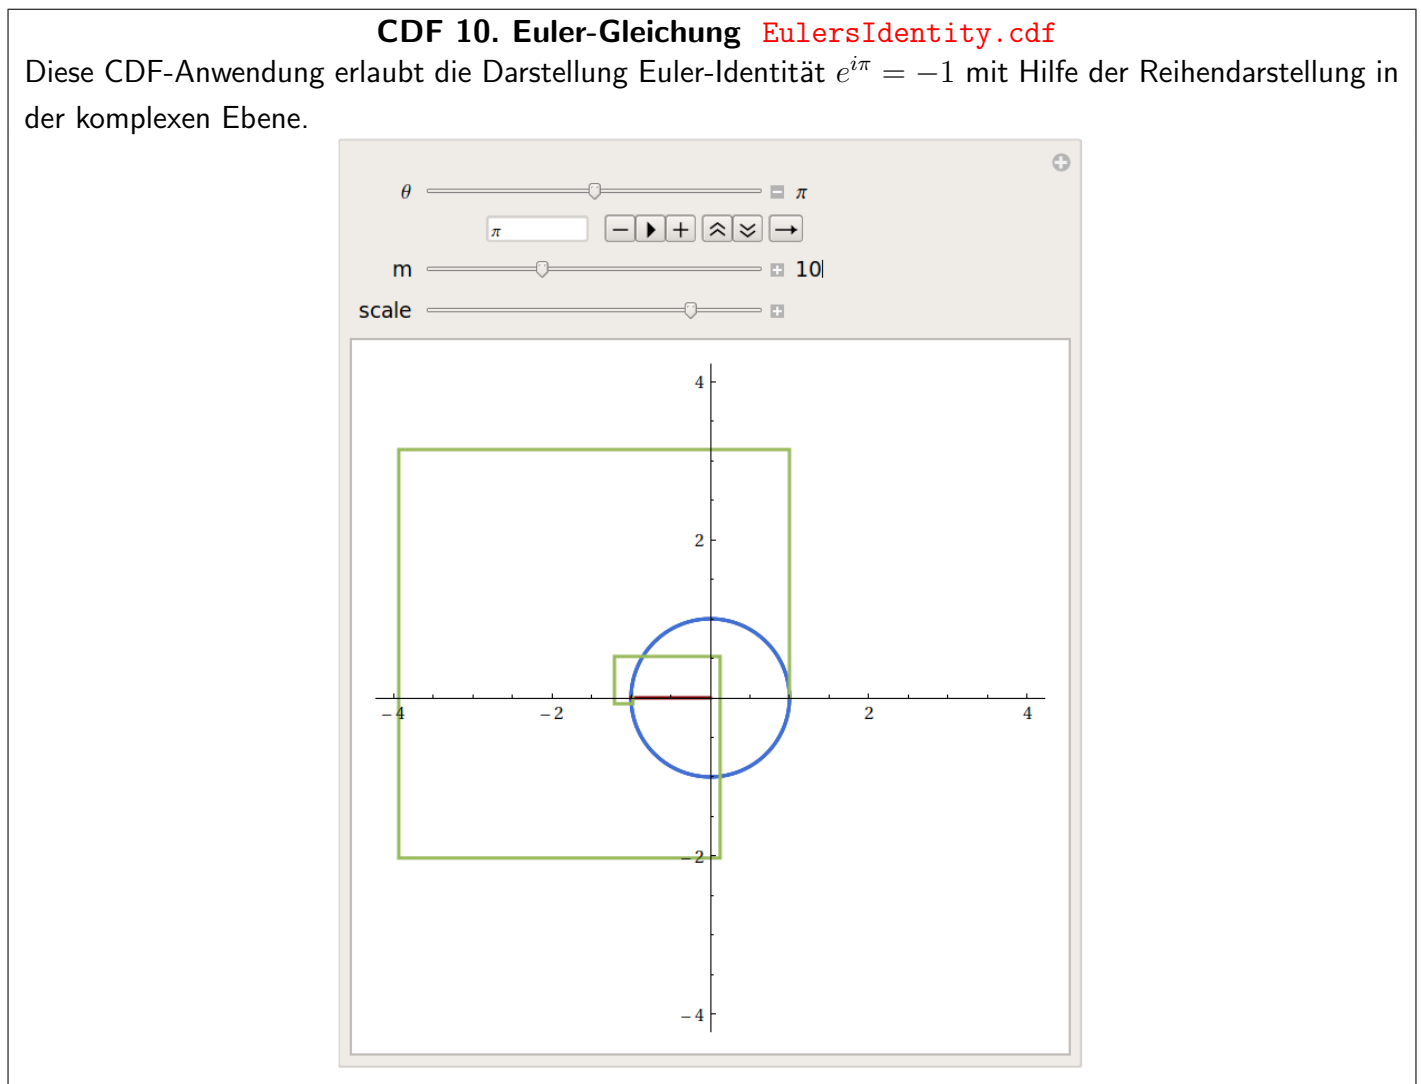 CDF 10. Euler-Gleichung EulersIdentity.cdf
Diese CDF-Anwendung erlaubt die Darstellung Euler-Identität $e^{i\pi} = -1$ mit Hilfe der Reihendarstellung in
der komplexen Ebene.
θ π
π
m 10
scale
4
2
-4 -2 2 4
-2
-4